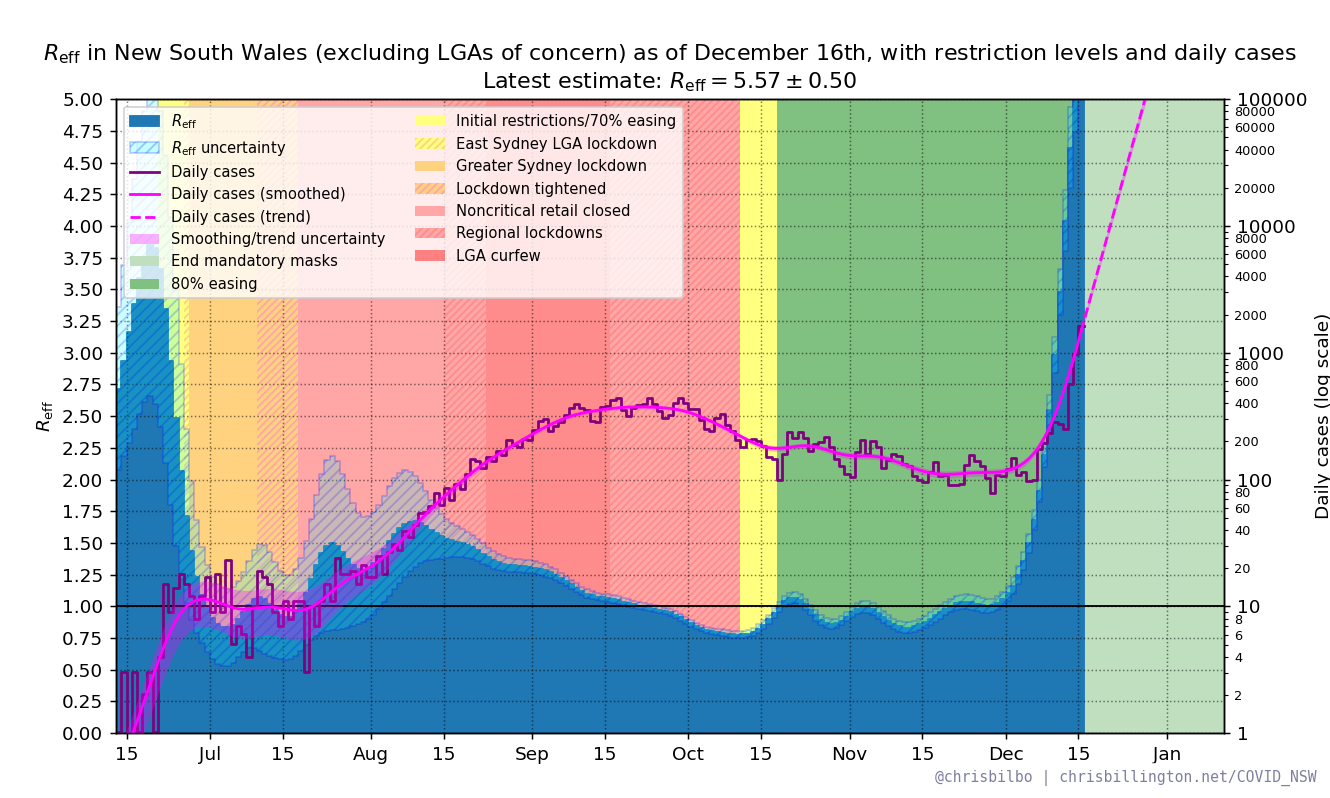 Reff in New South Wales (excluding LGAs of concern) as of December 16th, with restriction levels and daily cases
Latest estimate: Reff = 5.57 ± 0.50
Reff
Reff uncertainty
Daily cases
Daily cases (smoothed)
Daily cases (trend)
Smoothing/trend uncertainty
End mandatory masks
80% easing
Initial restrictions/70% easing
East Sydney LGA lockdown
Greater Sydney lockdown
Lockdown tightened
Noncritical retail closed
Regional lockdowns
LGA curfew
Reff
5.00
4.75
4.50
4.25
4.00
3.75
3.50
3.25
3.00
2.75
2.50
2.25
2.00
1.75
1.50
1.25
1.00
0.75
0.50
0.25
0.00
15 Jul 15 Aug 15 Sep 15 Oct 15 Nov 15 Dec 15 Jan
100000
80000
60000
40000
20000
10000
8000
6000
4000
2000
1000
800
600
400
200
100
80
60
40
20
10
8
6
4
2
1
Daily cases (log scale)
@chrisbilbo | chrisbillington.net/COVID_NSW